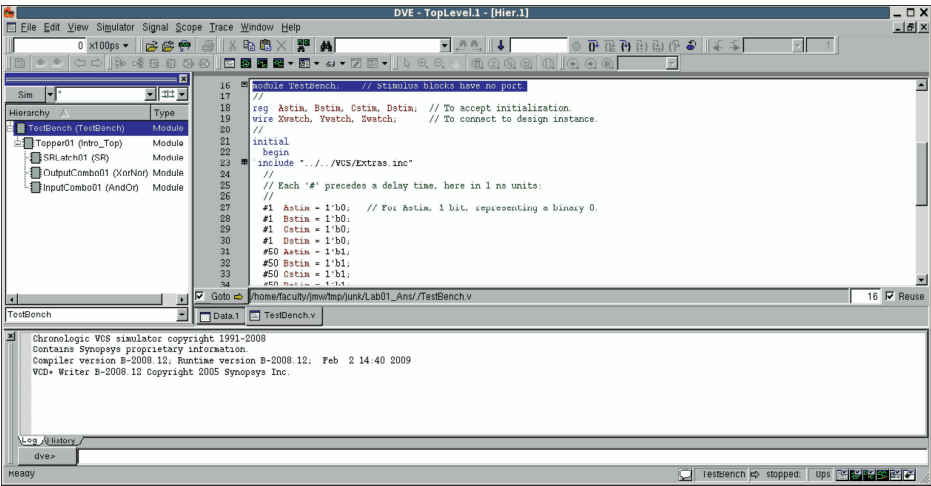 DVE - TopLevel.1 - [Hier.1]
File Edit View Simulator Signal Scope Trace Window Help
0 x100ps
1
Sim *
Hierarchy Type
TestBench (TestBench) Module
Topper01 (Intro_Top) Module
SRLatch01 (SR) Module
OutputCombo01 (XorNor) Module
InputCombo01 (AndOr) Module
TestBench
16 module TestBench; // Stimulus blocks have no port.
17 //
18 reg Astim, Bstim, Cstim, Dstim; // To accept initialization.
19 wire Xwatch, Ywatch, Zwatch; // To connect to design instance.
20 //
21 initial
22 begin
23 `include "../../VCS/Extras.inc"
24 //
25 // Each '#' precedes a delay time, here in 1 ns units:
26 //
27 #1 Astim = 1'b0; // For Astim, 1 bit, representing a binary 0.
28 #1 Bstim = 1'b0;
29 #1 Cstim = 1'b0;
30 #1 Dstim = 1'b0;
31 #50 Astim = 1'b1;
32 #50 Bstim = 1'b1;
33 #50 Cstim = 1'b1;
34 #50 Dstim = 1'b1;
Goto /home/faculty/jmw/tmp/junk/Lab01_Ans/./TestBench.v 16 Reuse
Data.1 TestBench.v
Chronologic VCS simulator copyright 1991-2008
Contains Synopsys proprietary information.
Compiler version B-2008.12; Runtime version B-2008.12; Feb 2 14:40 2009
VCD+ Writer B-2008.12 Copyright 2005 Synopsys Inc.
Log History
dve>
Ready TestBench stopped: 0ps